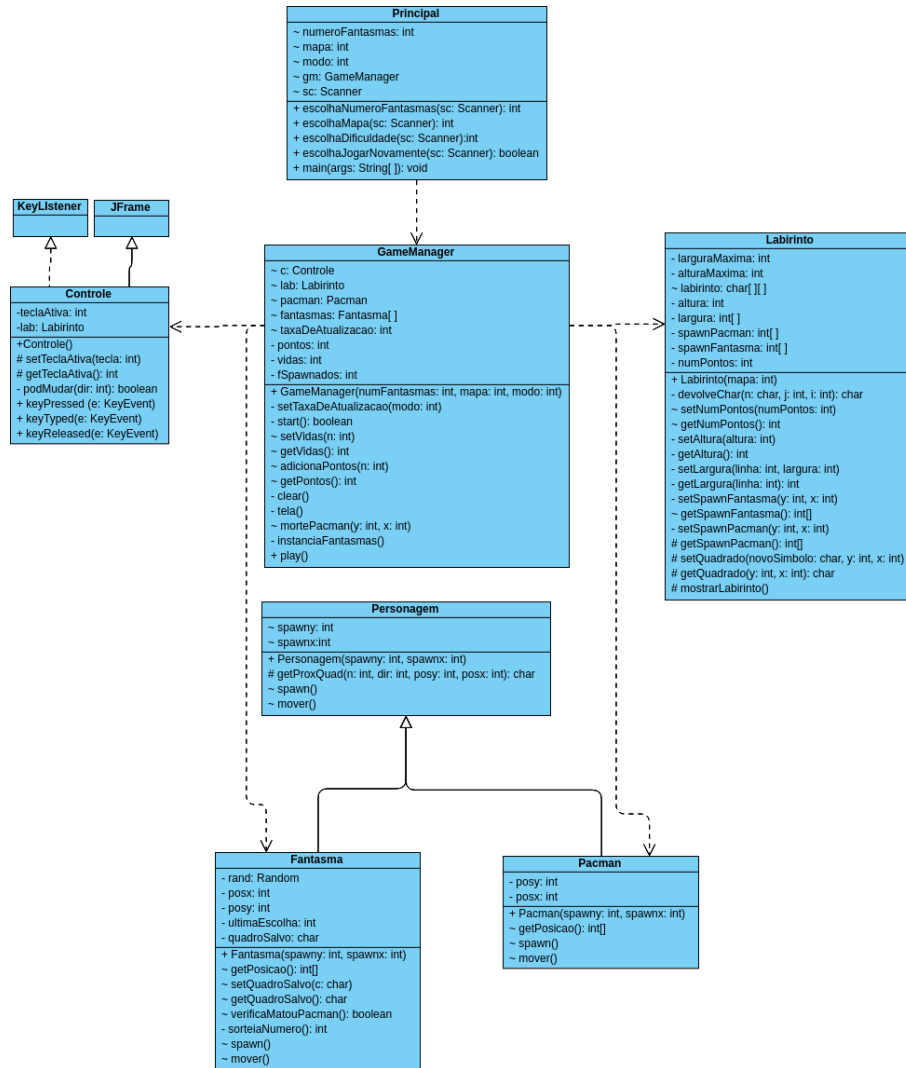 Principal
~ numeroFantasmas: int
~ mapa: int
~ modo: int
~ gm: GameManager
~ sc: Scanner
+ escolhaNumeroFantasmas(sc: Scanner): int
+ escolhaMapa(sc: Scanner): int
+ escolhaDificuldade(sc: Scanner):int
+ escolhaJogarNovamente(sc: Scanner): boolean
+ main(args: String[ ]): void
KeyLIstener
JFrame
Controle
-teclaAtiva: int
-lab: Labirinto
+Controle()
# setTeclaAtiva(tecla: int)
# getTeclaAtiva(): int
- podMudar(dir: int): boolean
+ keyPressed (e: KeyEvent)
+ keyTyped(e: KeyEvent)
+ keyReleased(e: KeyEvent)
GameManager
~ c: Controle
~ lab: Labirinto
~ pacman: Pacman
~ fantasmas: Fantasma[ ]
~ taxaDeAtualizacao: int
- pontos: int
- vidas: int
- fSpawnados: int
+ GameManager(numFantasmas: int, mapa: int, modo: int)
- setTaxaDeAtualizacao(modo: int)
- start(): boolean
~ setVidas(n: int)
~ getVidas(): int
~ adicionaPontos(n: int)
~ getPontos(): int
- clear()
- tela()
~ mortePacman(y: int, x: int)
- instanciaFantasmas()
+ play()
Labirinto
- larguraMaxima: int
- alturaMaxima: int
~ labirinto: char[ ][ ]
- altura: int
- largura: int[ ]
- spawnPacman: int[ ]
- spawnFantasma: int[ ]
- numPontos: int
+ Labirinto(mapa: int)
- devolveChar(n: char, j: int, i: int): char
~ setNumPontos(numPontos: int)
~ getNumPontos(): int
- setAltura(altura: int)
- getAltura(): int
- setLargura(linha: int, largura: int)
- getLargura(linha: int): int
- setSpawnFantasma(y: int, x: int)
~ getSpawnFantasma(): int[]
- setSpawnPacman(y: int, x: int)
# getSpawnPacman(): int[]
# setQuadrado(novoSimbolo: char, y: int, x: int)
# getQuadrado(y: int, x: int): char
# mostrarLabirinto()
Personagem
~ spawny: int
~ spawnx:int
+ Personagem(spawny: int, spawnx: int)
# getProxQuad(n: int, dir: int, posy: int, posx: int): char
~ spawn()
~ mover()
Fantasma
- rand: Random
- posx: int
- posy: int
- ultimaEscolha: int
- quadroSalvo: char
+ Fantasma(spawny: int, spawnx: int)
~ getPosicao(): int[]
~ setQuadroSalvo(c: char)
~ getQuadroSalvo(): char
~ verificaMatouPacman(): boolean
- sorteiaNumero(): int
~ spawn()
~ mover()
Pacman
- posy: int
- posx: int
+ Pacman(spawny: int, spawnx: int)
~ getPosicao(): int[]
~ spawn()
~ mover()